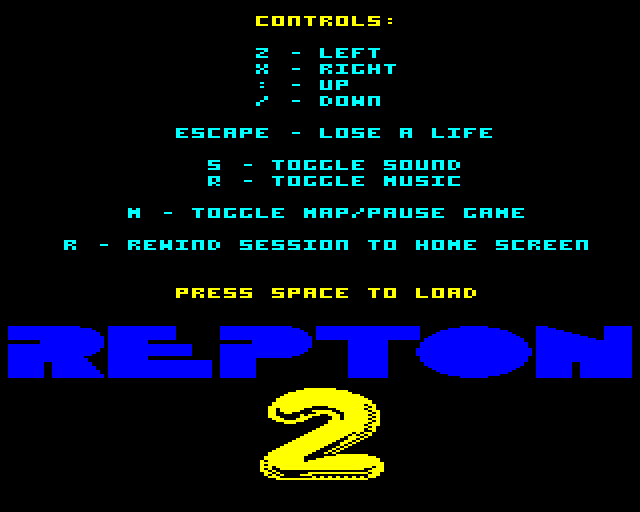 CONTROLS:
Z - LEFT
X - RIGHT
: - UP
/ - DOWN
ESCAPE - LOSE A LIFE
S - TOGGLE SOUND
R - TOGGLE MUSIC
M - TOGGLE MAP/PAUSE GAME
R - REWIND SESSION TO HOME SCREEN
PRESS SPACE TO LOAD
REPTON
2